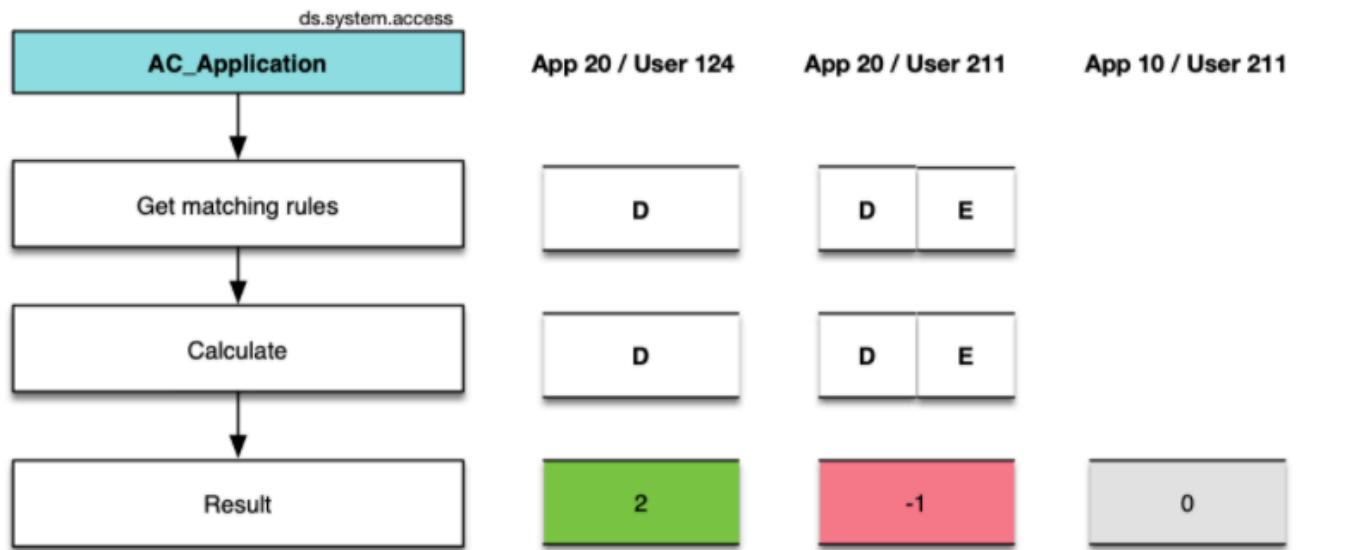 ds.system.access
AC_Application
App 20 / User 124
App 20 / User 211
App 10 / User 211
Get matching rules
D
D
E
Calculate
D
D
E
Result
2
-1
0